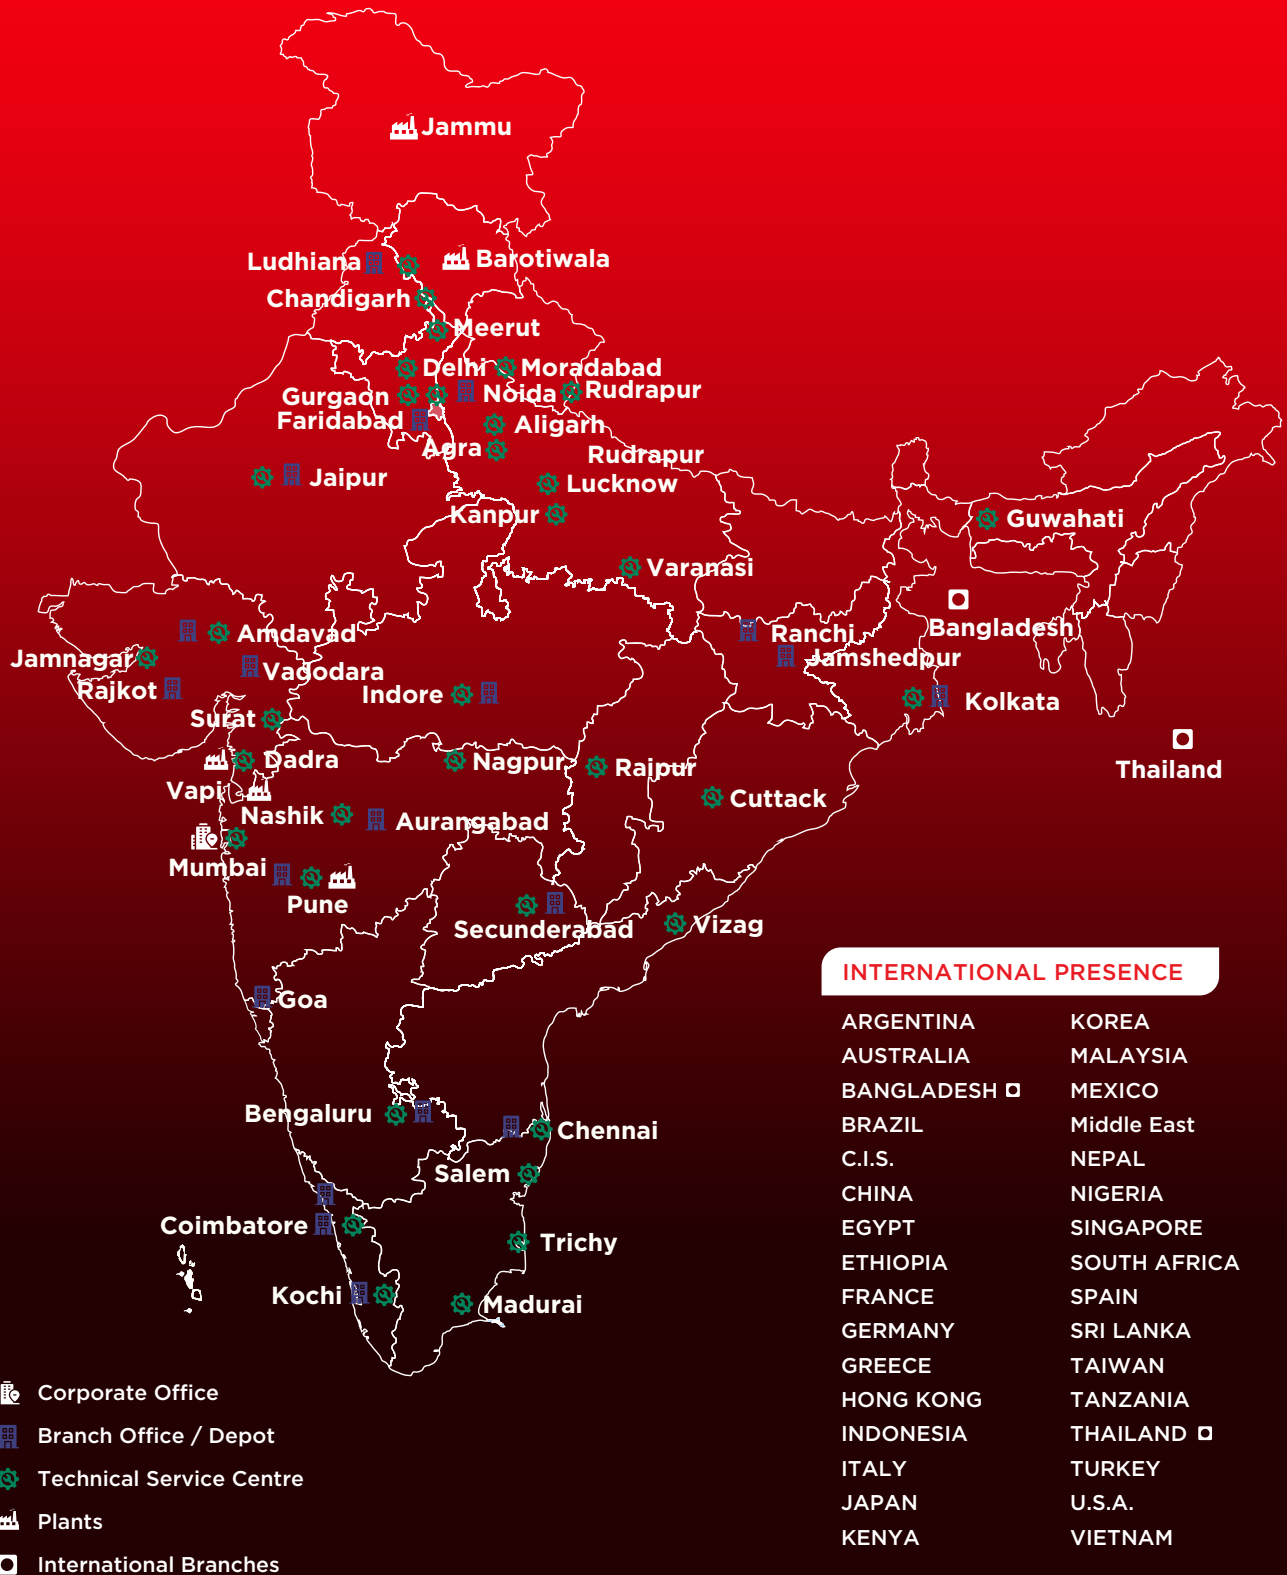 Jammu
Ludhiana
Barotiwala
Chandigarh
Meerut
Delhi
Moradabad
Gurgaon
Noida
Rudrapur
Faridabad
Aligarh
Agra
Rudrapur
Jaipur
Lucknow
Kanpur
Guwahati
Varanasi
Bangladesh
Amdavad
Ranchi
Jamnagar
Jamshedpur
Vadodara
Rajkot
Indore
Kolkata
Surat
Dadra
Nagpur
Raipur
Thailand
Vapi
Cuttack
Nashik
Aurangabad
Mumbai
Pune
Secunderabad
Vizag
Goa
Bengaluru
Chennai
Salem
Coimbatore
Trichy
Kochi
Madurai
Corporate Office
Branch Office / Depot
Technical Service Centre
Plants
International Branches
INTERNATIONAL PRESENCE
ARGENTINA
AUSTRALIA
BANGLADESH
BRAZIL
C.I.S.
CHINA
EGYPT
ETHIOPIA
FRANCE
GERMANY
GREECE
HONG KONG
INDONESIA
ITALY
JAPAN
KENYA
KOREA
MALAYSIA
MEXICO
Middle East
NEPAL
NIGERIA
SINGAPORE
SOUTH AFRICA
SPAIN
SRI LANKA
TAIWAN
TANZANIA
THAILAND
TURKEY
U.S.A.
VIETNAM